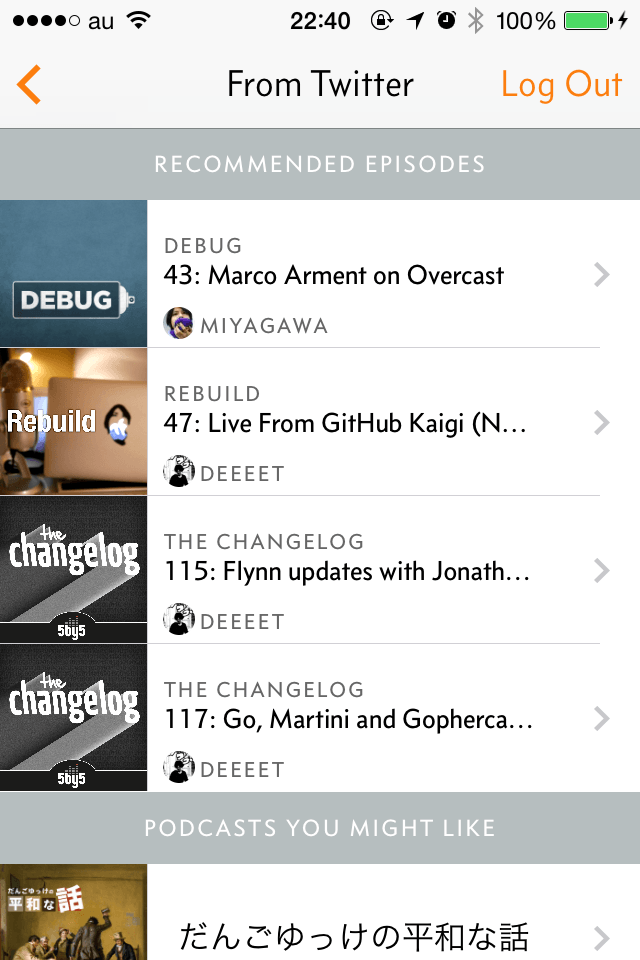 au 22:40 100%
From Twitter Log Out
RECOMMENDED EPISODES
DEBUG
DEBUG
43: Marco Arment on Overcast
MIYAGAWA
Rebuild
REBUILD
47: Live From GitHub Kaigi (N...
DEEEET
the
changelog
5by5
THE CHANGELOG
115: Flynn updates with Jonath...
DEEEET
the
changelog
5by5
THE CHANGELOG
117: Go, Martini and Gopherca...
DEEEET
PODCASTS YOU MIGHT LIKE
だんごゆっけの
平和な話
だんごゆっけの平和な話